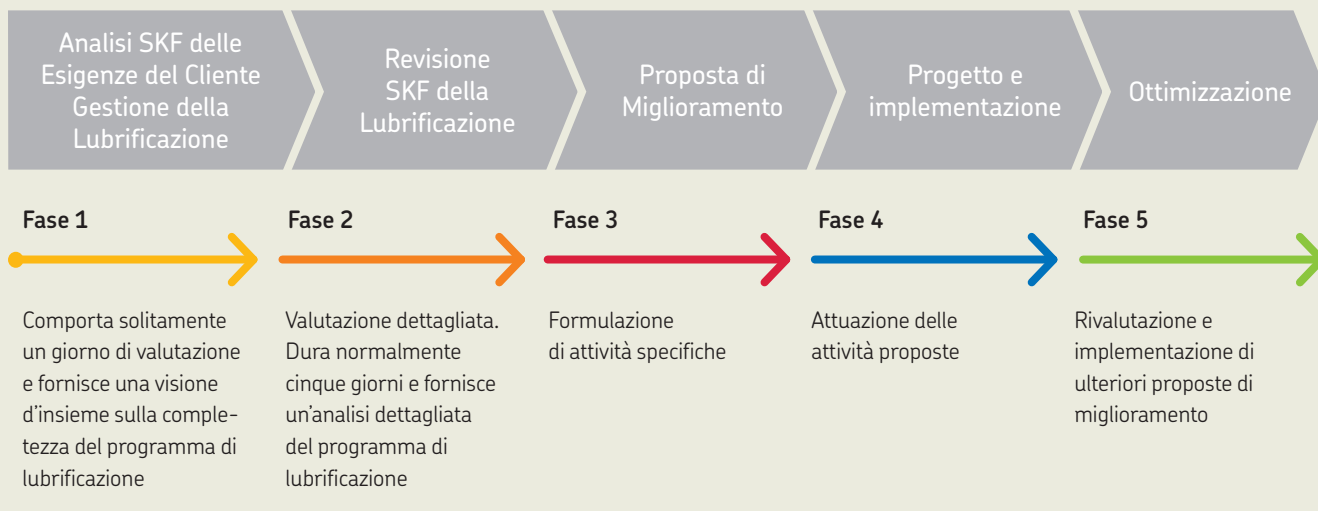 Analisi SKF delle
Esigenze del Cliente
Gestione della
Lubrificazione
Revisione
SKF della
Lubrificazione
Proposta di
Miglioramento
Progetto e
implementazione
Ottimizzazione
Fase 1
Comporta solitamente
un giorno di valutazione
e fornisce una visione
d'insieme sulla comple-
tezza del programma di
lubrificazione
Fase 2
Valutazione dettagliata.
Dura normalmente
cinque giorni e fornisce
un'analisi dettagliata
del programma di
lubrificazione
Fase 3
Formulazione
di attività specifiche
Fase 4
Attuazione delle
attività proposte
Fase 5
Rivalutazione e
implementazione di
ulteriori proposte di
miglioramento